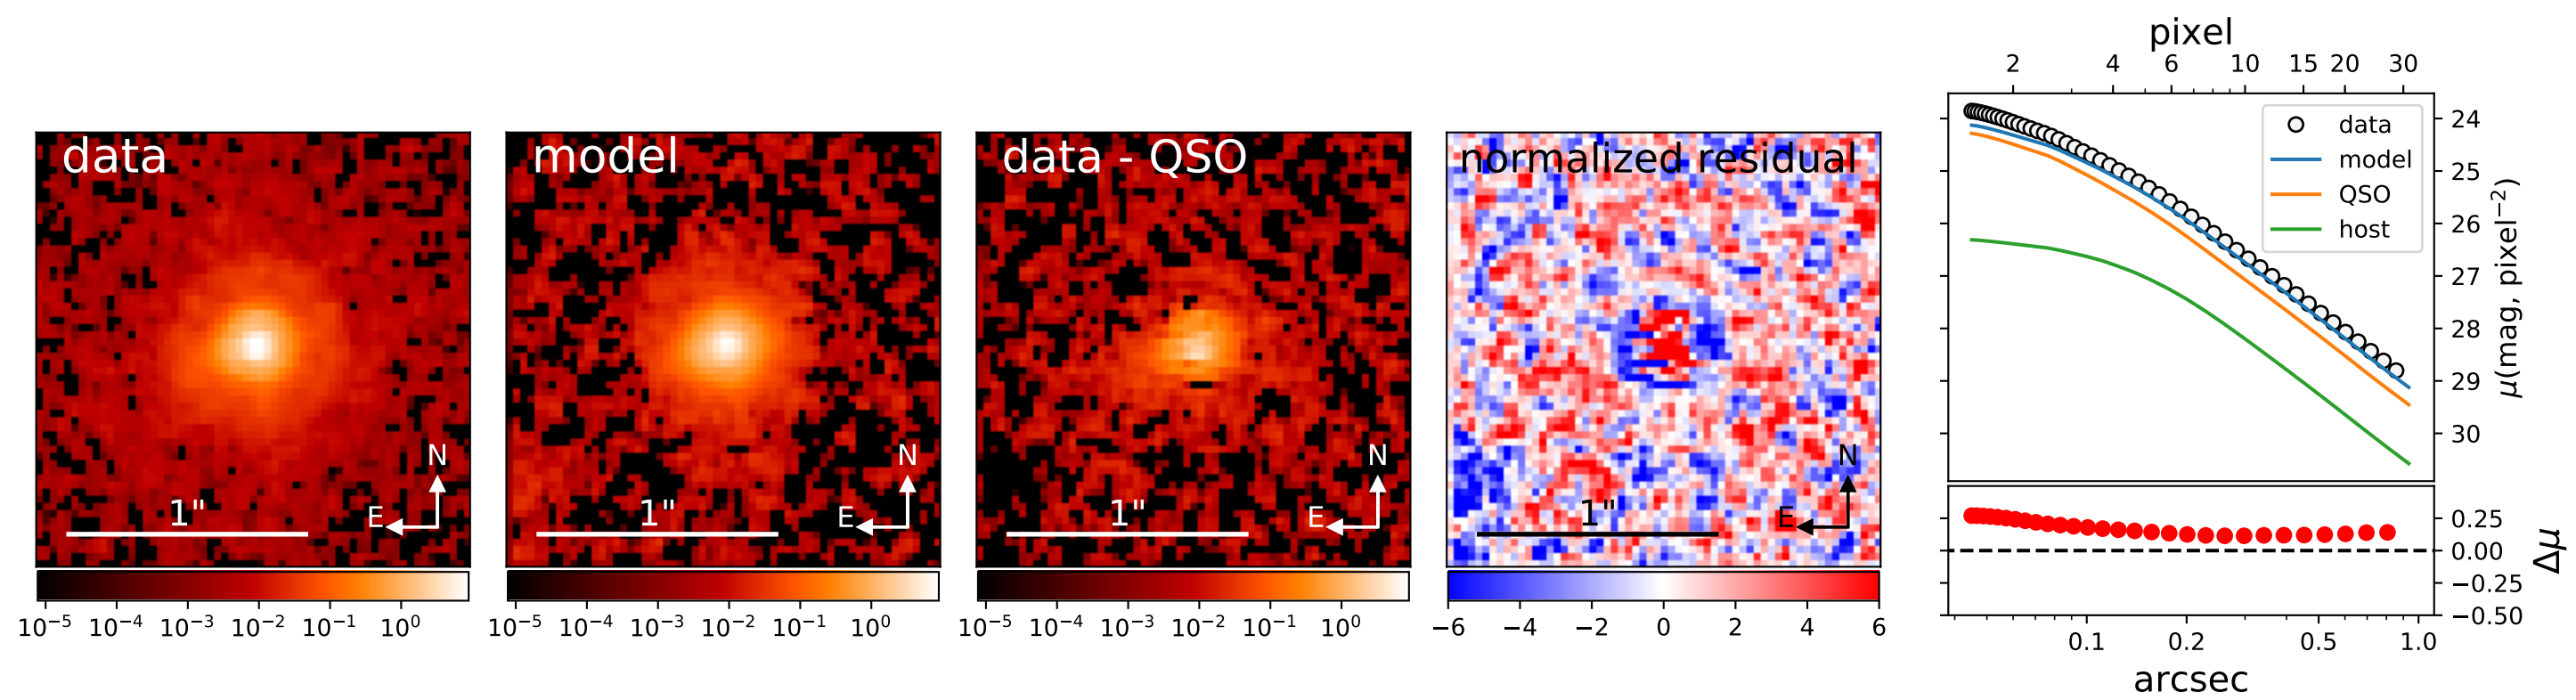 data
N
E
1"
10⁻⁵ 10⁻⁴ 10⁻³ 10⁻² 10⁻¹ 10⁰
model
N
E
1"
10⁻⁵ 10⁻⁴ 10⁻³ 10⁻² 10⁻¹ 10⁰
data - QSO
N
E
1"
10⁻⁵ 10⁻⁴ 10⁻³ 10⁻² 10⁻¹ 10⁰
normalized residual
N
E
1"
−6 −4 −2 0 2 4 6
pixel
2 4 6 10 15 20 30
data
model
QSO
host
24
25
26
27
28
29
30
μ(mag, pixel⁻²)
0.25
0.00
−0.25
−0.50
Δμ
0.1 0.2 0.5 1.0
arcsec